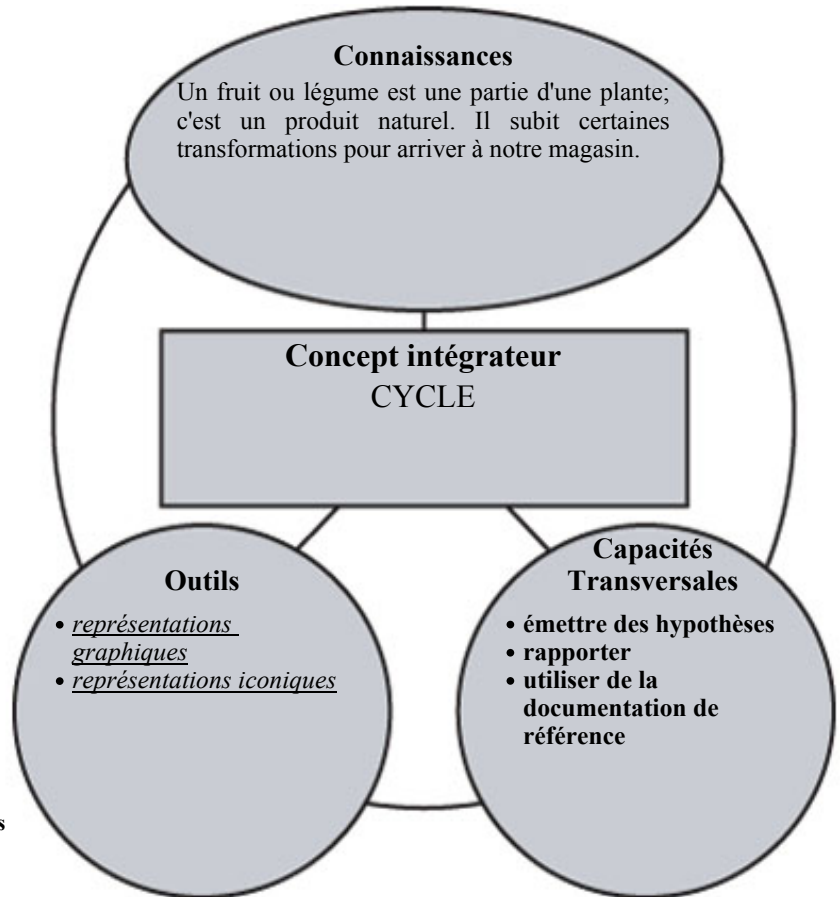 Connaissances
Un fruit ou légume est une partie d'une plante;
c'est un produit naturel. Il subit certaines
transformations pour arriver à notre magasin.
Concept intégrateur
CYCLE
Outils
• représentations
graphiques
• représentations iconiques
Capacités
Transversales
• émettre des hypothèses
• rapporter
• utiliser de la
documentation de
référence
s